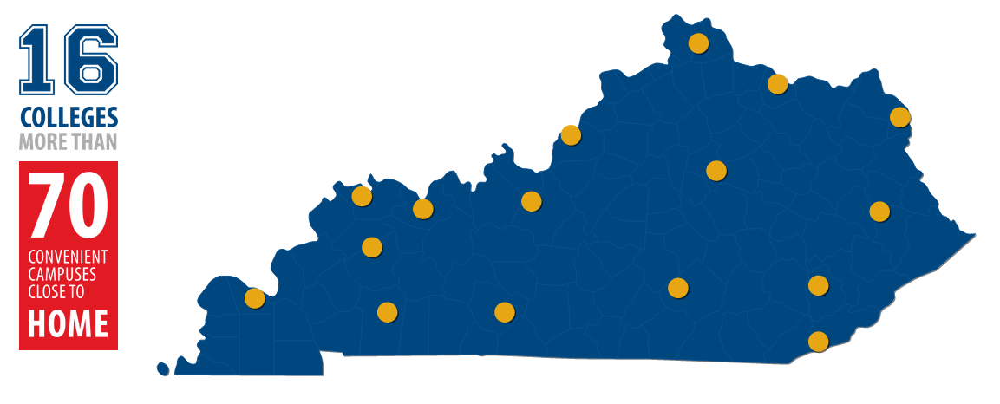 16
COLLEGES
MORE THAN
70
CONVENIENT
CAMPUSES
CLOSE TO
HOME